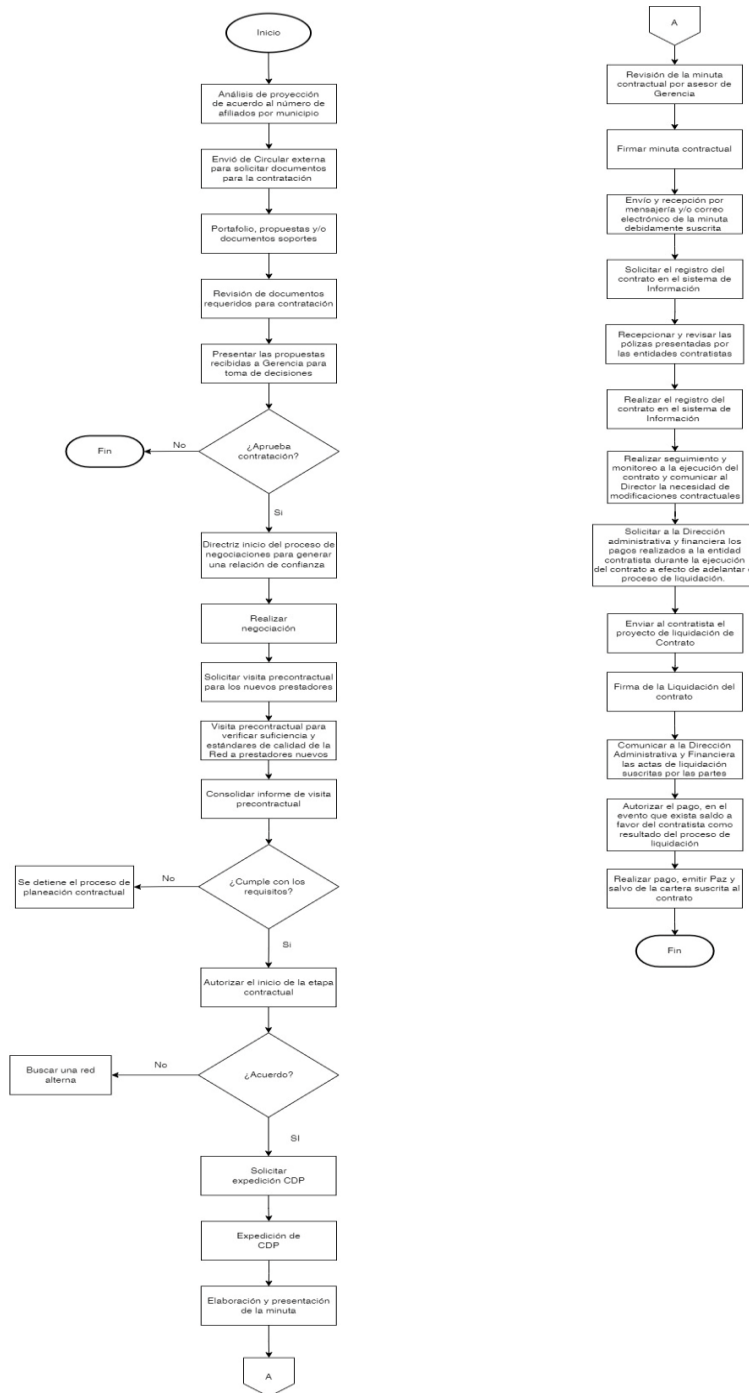 Inicio
Análisis de proyección
de acuerdo al número de
afiliados por municipio
Envió de Circular externa
para solicitar documentos
para la contratación
Portafolio, propuestas y/o
documentos soportes
Revisión de documentos
requeridos para contratación
Presentar las propuestas
recibidas a Gerencia para
toma de decisiones
¿Aprueba
contratación?
No
Fin
Si
Directriz inicio del proceso de
negociaciones para generar
una relación de confianza
Realizar
negociación
Solicitar visita precontractual
para los nuevos prestadores
Visita precontractual para
verificar suficiencia y
estándares de calidad de la
Red a prestadores nuevos
Consolidar informe de visita
precontractual
¿Cumple con los
requisitos?
No
Se detiene el proceso de
planeación contractual
Si
Autorizar el inicio de la etapa
contractual
¿Acuerdo?
No
Buscar una red
alterna
SI
Solicitar
expedición CDP
Expedición de
CDP
Elaboración y presentación
de la minuta
A
A
Revisión de la minuta
contractual por asesor de
Gerencia
Firmar minuta contractual
Envío y recepción por
mensajería y/o correo
electrónico de la minuta
debidamente suscrita
Solicitar el registro del
contrato en el sistema de
Información
Recepcionar y revisar las
pólizas presentadas por
las entidades contratistas
Realizar el registro del
contrato en el sistema de
Información
Realizar seguimiento y
monitoreo a la ejecución del
contrato y comunicar al
Director la necesidad de
modificaciones contractuales
Solicitar a la Dirección
administrativa y financiera los
pagos realizados a la entidad
contratista durante la ejecución
del contrato a efecto de adelantar
proceso de liquidación.
Enviar al contratista el
proyecto de liquidación de
Contrato
Firma de la Liquidación del
contrato
Comunicar a la Dirección
Administrativa y Financiera
las actas de liquidación
suscritas por las partes
Autorizar el pago, en el
evento que exista saldo a
favor del contratista como
resultado del proceso de
liquidación
Realizar pago, emitir Paz y
salvo de la cartera suscrita al
contrato
Fin